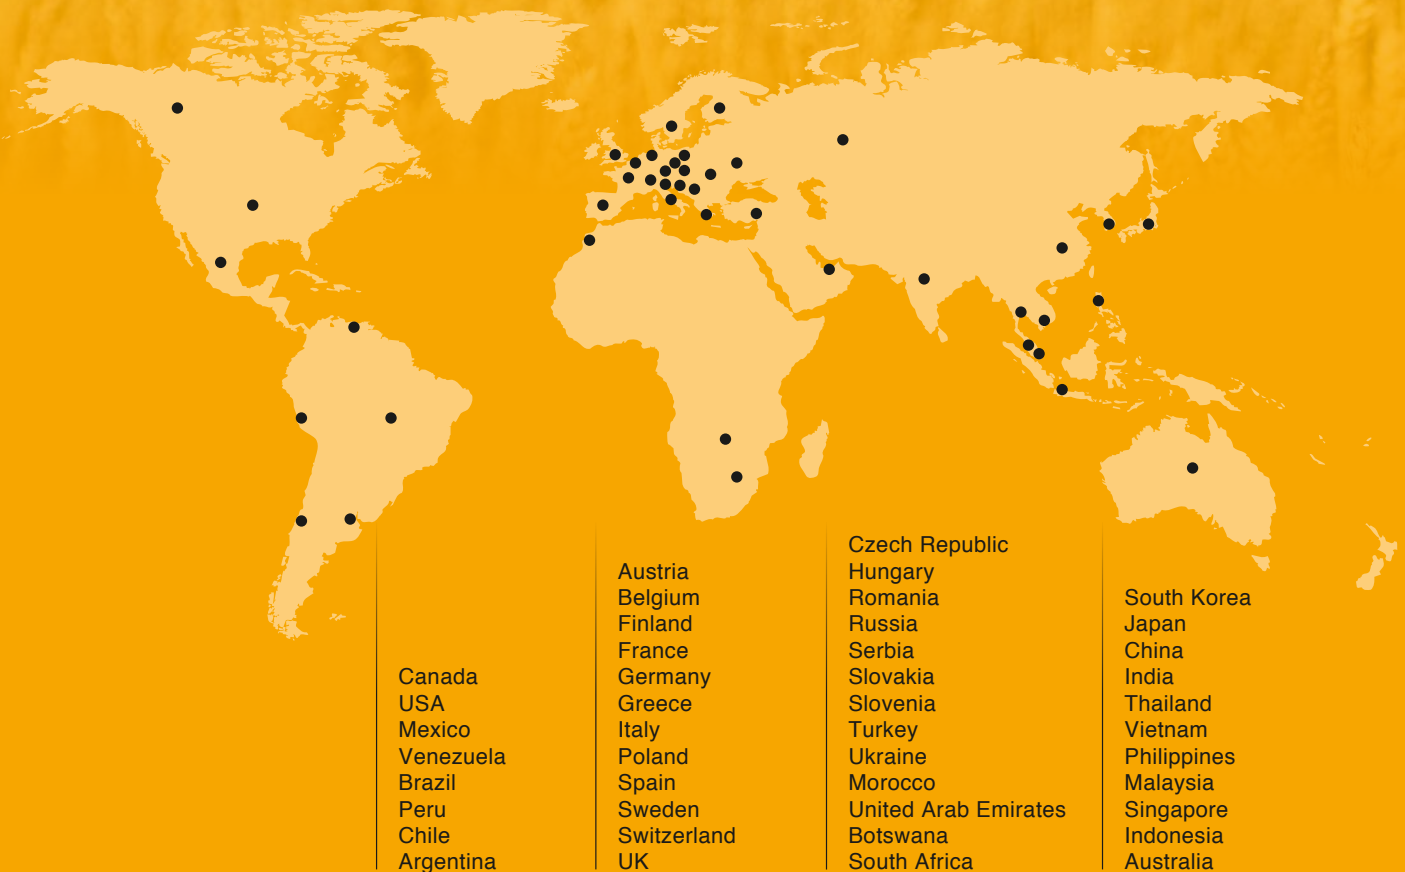 Canada
USA
Mexico
Venezuela
Brazil
Peru
Chile
Argentina
Austria
Belgium
Finland
France
Germany
Greece
Italy
Poland
Spain
Sweden
Switzerland
UK
Czech Republic
Hungary
Romania
Russia
Serbia
Slovakia
Slovenia
Turkey
Ukraine
Morocco
United Arab Emirates
Botswana
South Africa
South Korea
Japan
China
India
Thailand
Vietnam
Philippines
Malaysia
Singapore
Indonesia
Australia